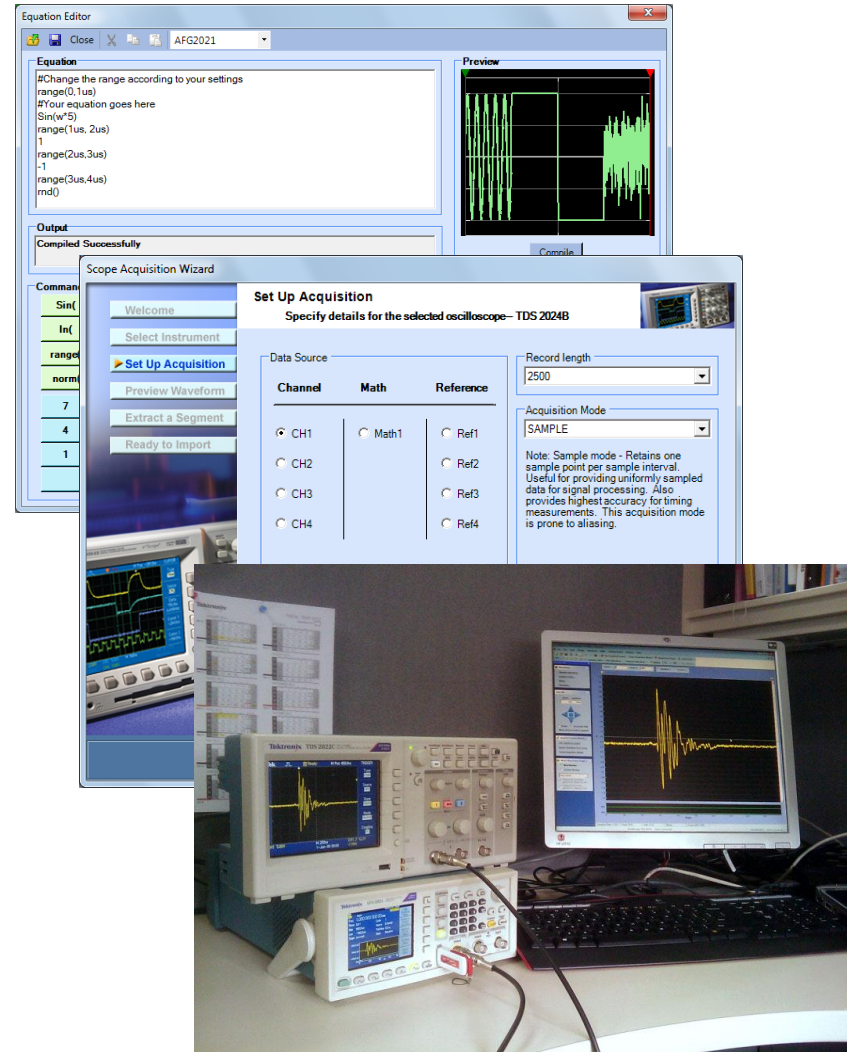 Equation Editor
Close
AFG2021
Equation
#Change the range according to your settings
range(0,1us)
#Your equation goes here
Sin(w*5)
range(1us, 2us)
1
range(2us,3us)
-1
range(3us,4us)
rnd()
Preview
Compile
Output
Compiled Successfully
Sin(
ln(
norm(
7
4
1
Scope Acquisition Wizard
Welcome
Select Instrument
Set Up Acquisition
Preview Waveform
Extract a Segment
Ready to Import
Set Up Acquisition
Specify details for the selected oscilloscope– TDS 2024B
Data Source
Channel Math Reference
CH1 Math1 Ref1
CH2 Ref2
CH3 Ref3
CH4 Ref4
Record length
2500
Acquisition Mode
SAMPLE
Note: Sample mode - Retains one
sample point per sample interval.
Useful for providing uniformly sampled
data for signal processing. Also
provides highest accuracy for timing
measurements. This acquisition mode
is prone to aliasing.
Tektronix
Tektronix TDS 2022C
Tektronix